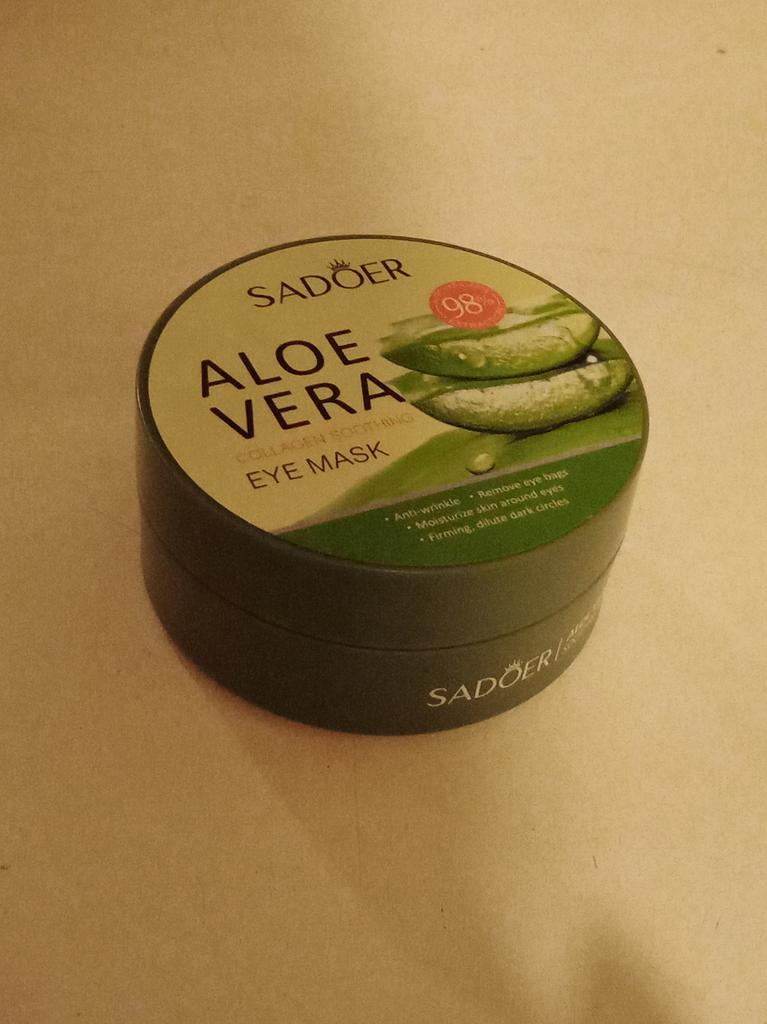 SADOER
98%
ALOE
VERA
COLLAGEN SOOTHING
EYE MASK
• Anti-wrinkle • Remove eye bags
• Moisturize skin around eyes
• Firming, dilute dark circles
SADOER |